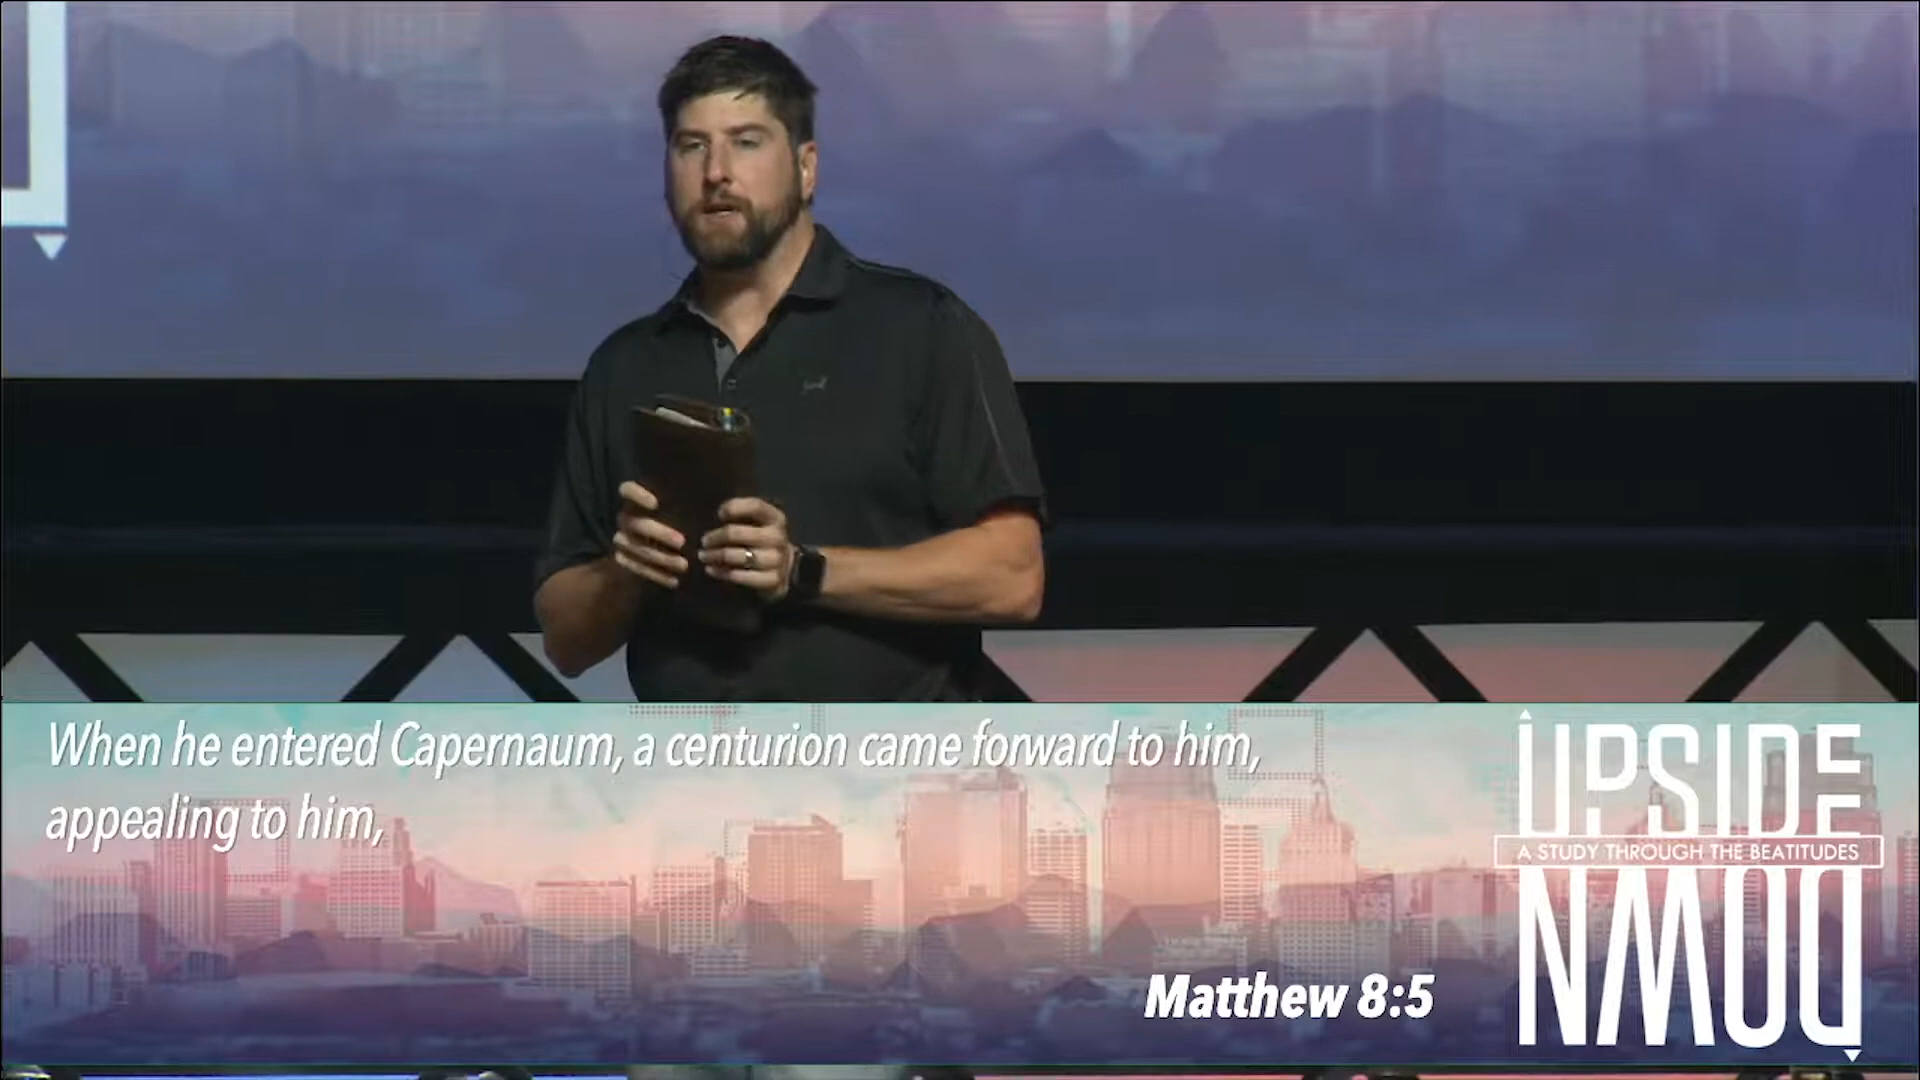 When he entered Capernaum, a centurion came forward to him,
appealing to him,
Matthew 8:5
UPSIDE
A STUDY THROUGH THE BEATITUDES
DOWN